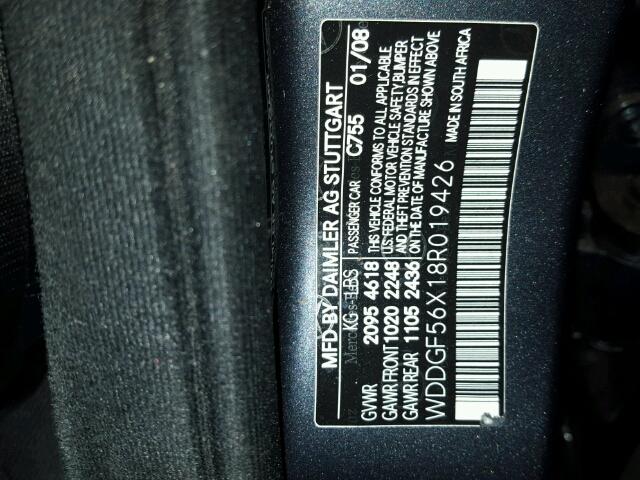 MFD BY DAIMLER AG STUTTGART
KG LBS PASSENGER CAR C755 01/08
GVWR 2095 4618
GAWR FRONT 1020 2248
GAWR REAR 1105 2436
THIS VEHICLE CONFORMS TO ALL APPLICABLE
U.S. FEDERAL MOTOR VEHICLE SAFETY BUMPER
AND THEFT PREVENTION STANDARDS IN EFFECT
ON THE DATE OF MANUFACTURE SHOWN ABOVE
WDDGF56X18R019426 MADE IN SOUTH AFRICA